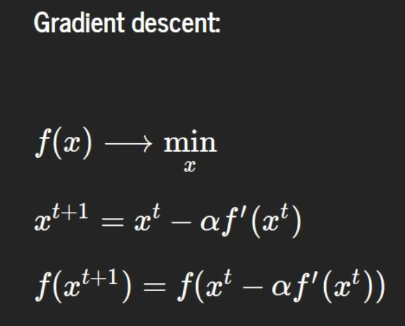 Gradient descent:
f(x) ⟶ min
x
x^{t+1} = x^t − αf′(x^t)
f(x^{t+1}) = f(x^t − αf′(x^t))